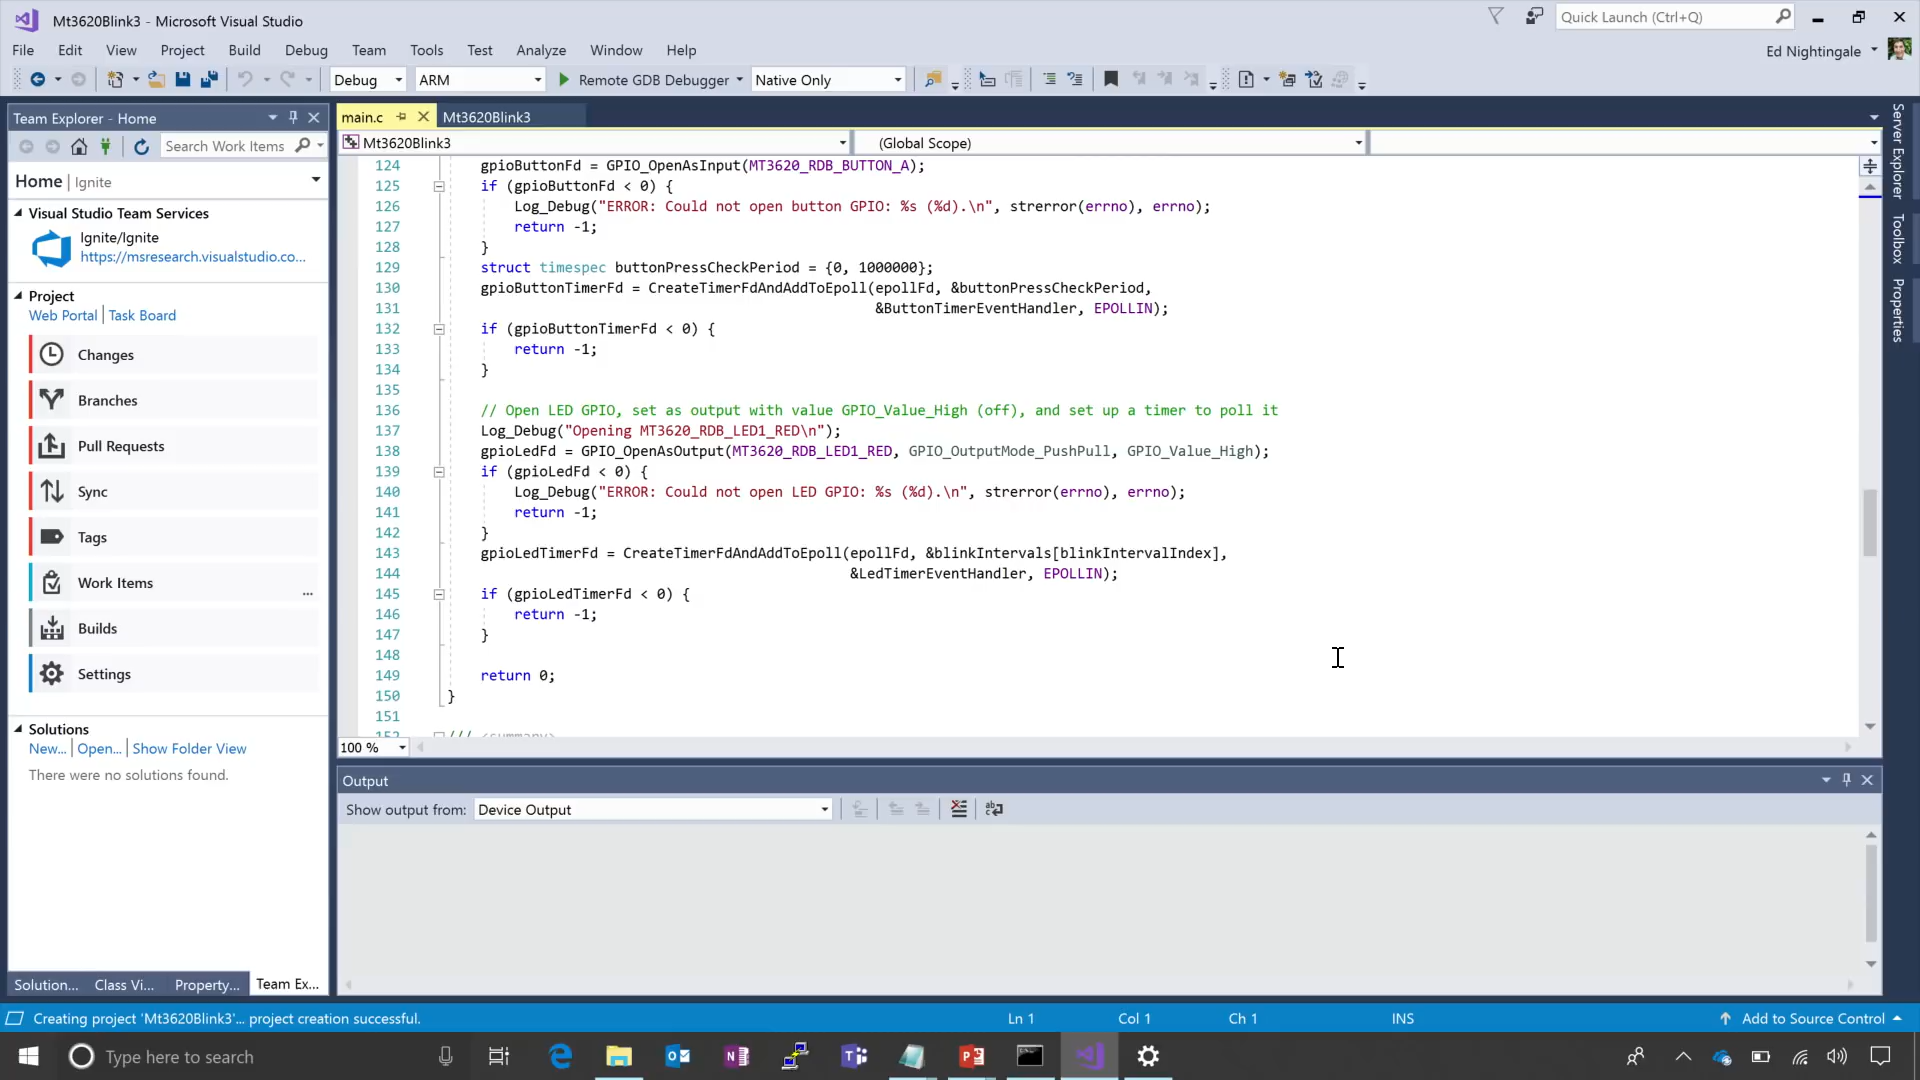 Mt3620Blink3 - Microsoft Visual Studio
Quick Launch (Ctrl+Q)
File Edit View Project Build Debug Team Tools Test Analyze Window Help
Ed Nightingale
Debug ARM Remote GDB Debugger Native Only
Team Explorer - Home
main.c Mt3620Blink3
Search Work Items
Mt3620Blink3 (Global Scope)
Home | Ignite
Visual Studio Team Services
Ignite/Ignite
https://msresearch.visualstudio.co...
Project
Web Portal | Task Board
Changes
Branches
Pull Requests
Sync
Tags
Work Items ...
Builds
Settings
Solutions
New... | Open... | Show Folder View
There were no solutions found.
Solution... Class Vi... Property... Team Ex...
124 gpioButtonFd = GPIO_OpenAsInput(MT3620_RDB_BUTTON_A);
125 if (gpioButtonFd < 0) {
126 Log_Debug("ERROR: Could not open button GPIO: %s (%d).\n", strerror(errno), errno);
127 return -1;
128 }
129 struct timespec buttonPressCheckPeriod = {0, 1000000};
130 gpioButtonTimerFd = CreateTimerFdAndAddToEpoll(epollFd, &buttonPressCheckPeriod,
131 &ButtonTimerEventHandler, EPOLLIN);
132 if (gpioButtonTimerFd < 0) {
133 return -1;
134 }
135
136 // Open LED GPIO, set as output with value GPIO_Value_High (off), and set up a timer to poll it
137 Log_Debug("Opening MT3620_RDB_LED1_RED\n");
138 gpioLedFd = GPIO_OpenAsOutput(MT3620_RDB_LED1_RED, GPIO_OutputMode_PushPull, GPIO_Value_High);
139 if (gpioLedFd < 0) {
140 Log_Debug("ERROR: Could not open LED GPIO: %s (%d).\n", strerror(errno), errno);
141 return -1;
142 }
143 gpioLedTimerFd = CreateTimerFdAndAddToEpoll(epollFd, &blinkIntervals[blinkIntervalIndex],
144 &LedTimerEventHandler, EPOLLIN);
145 if (gpioLedTimerFd < 0) {
146 return -1;
147 }
148
149 return 0;
150 }
151
152 /// <summary>
100 %
Server Explorer
Toolbox
Properties
Output
Show output from: Device Output
Creating project 'Mt3620Blink3'... project creation successful. Ln 1 Col 1 Ch 1 INS Add to Source Control
Type here to search